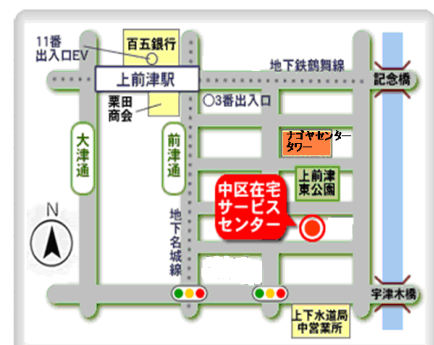 11番
出入口EV
百五銀行
地下鉄鶴舞線
上前津駅
記念橋
栗田
商会
○3番出入口
大津通
前津通
ナゴヤセンター
タワー
上前津
東公園
中区在宅
サービス
センター
N
地下名城線
宇津木橋
上下水道局
中営業所